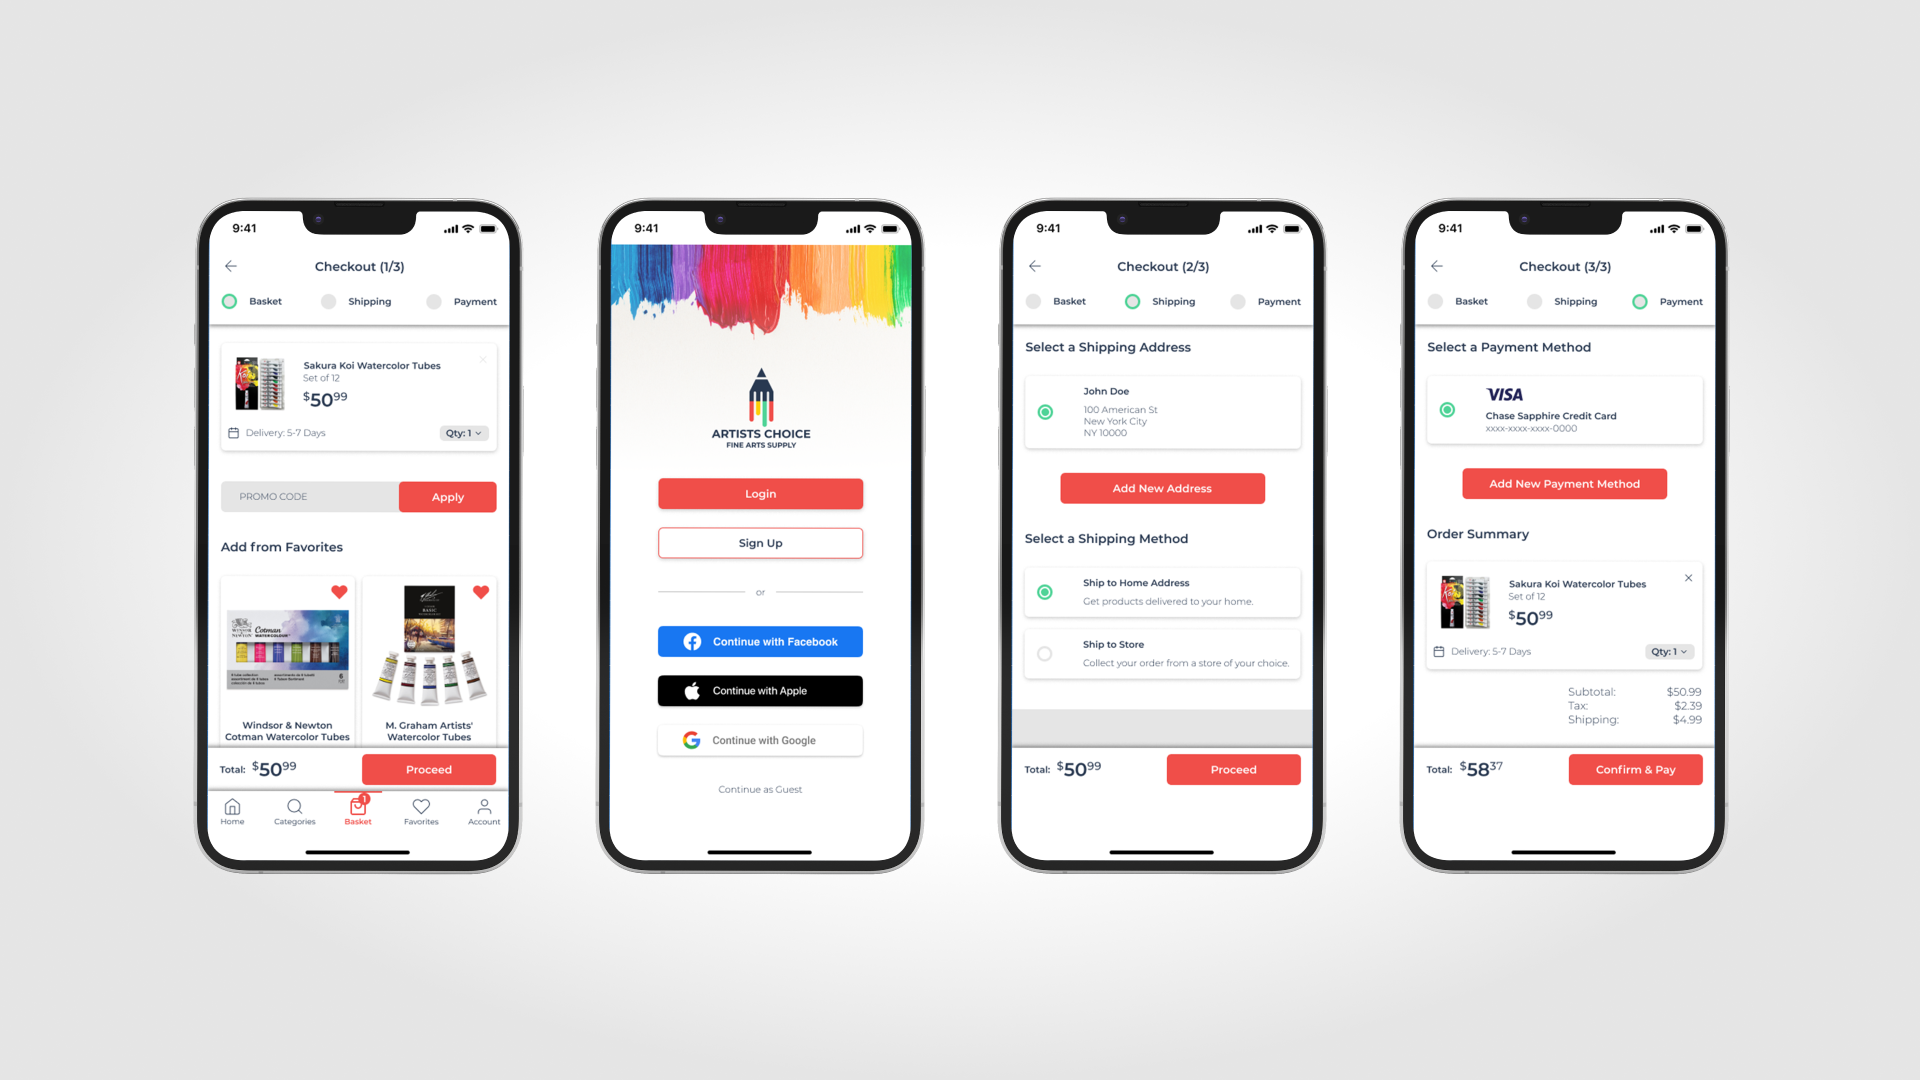 9:41
Checkout (1/3)
Basket Shipping Payment
Sakura Koi Watercolor Tubes
Set of 12
$50.99
Delivery: 5-7 Days Qty: 1
PROMO CODE Apply
Add from Favorites
WINSOR & NEWTON
Cotman
WATERCOLOUR
6
BASIC
Windsor & Newton
Cotman Watercolor Tubes
M. Graham Artists'
Watercolor Tubes
Total: $50.99 Proceed
1
Home Categories Basket Favorites Account
9:41
ARTISTS CHOICE
FINE ARTS SUPPLY
Login
Sign Up
or
Continue with Facebook
Continue with Apple
Continue with Google
Continue as Guest
9:41
Checkout (2/3)
Basket Shipping Payment
Select a Shipping Address
John Doe
100 American St
New York City
NY 10000
Add New Address
Select a Shipping Method
Ship to Home Address
Get products delivered to your home.
Ship to Store
Collect your order from a store of your choice.
Total: $50.99 Proceed
9:41
Checkout (3/3)
Basket Shipping Payment
Select a Payment Method
VISA
Chase Sapphire Credit Card
xxxx-xxxx-xxxx-0000
Add New Payment Method
Order Summary
Sakura Koi Watercolor Tubes
Set of 12
$50.99
Delivery: 5-7 Days Qty: 1
Subtotal: $50.99
Tax: $2.39
Shipping: $4.99
Total: $58.37 Confirm & Pay